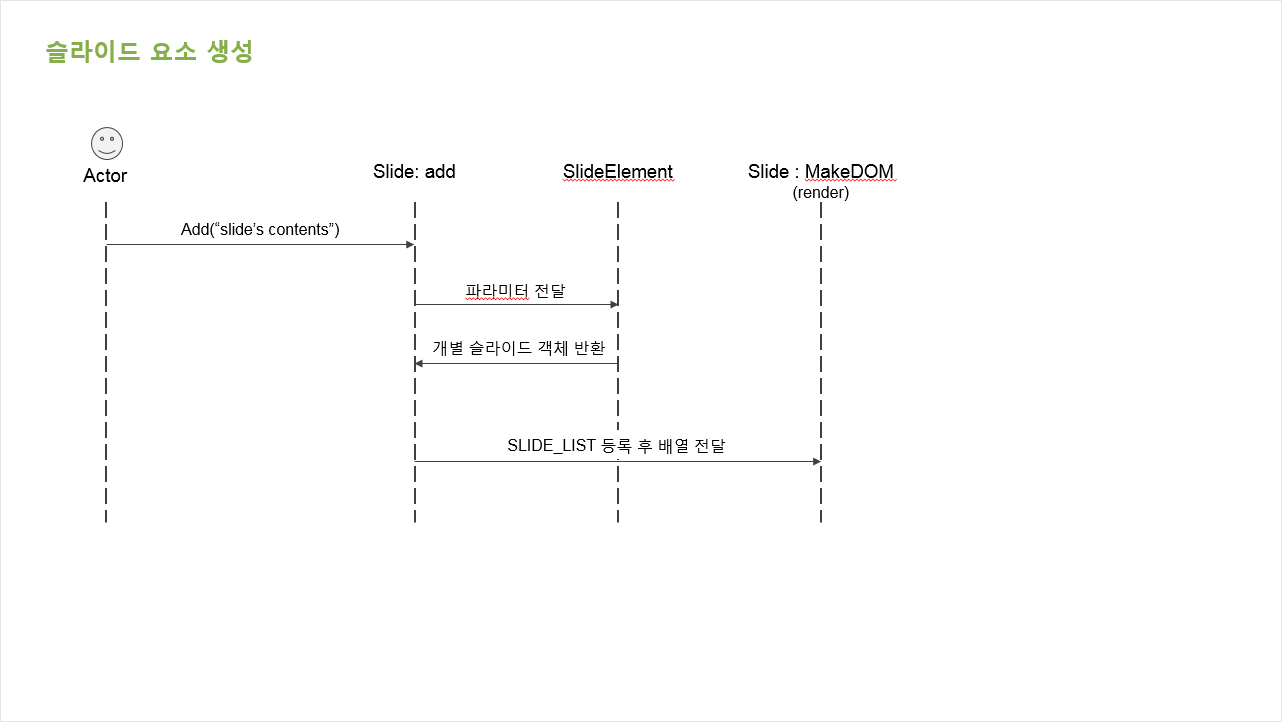 슬라이드 요소 생성
Actor
Slide: add
SlideElement
Slide : MakeDOM
(render)
Add(“slide’s contents”)
파라미터 전달
개별 슬라이드 객체 반환
SLIDE_LIST 등록 후 배열 전달